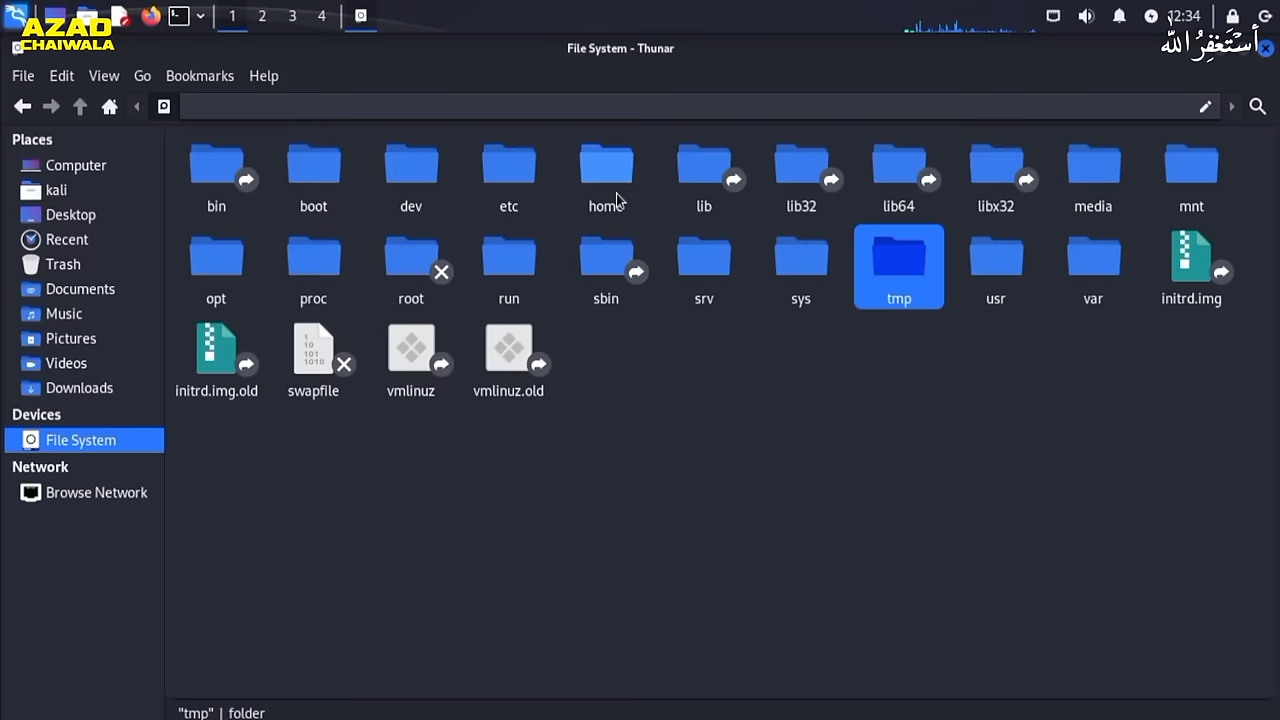 AZAD
CHAIWALA
1 2 3 4
12:34
أستغفر الله
File System - Thunar
File Edit View Go Bookmarks Help
Places
Computer
kali
Desktop
Recent
Trash
Documents
Music
Pictures
Videos
Downloads
Devices
File System
Network
Browse Network
bin boot dev etc home lib lib32 lib64 libx32 media mnt
opt proc root run sbin srv sys tmp usr var initrd.img
initrd.img.old swapfile vmlinuz vmlinuz.old
"tmp" | folder